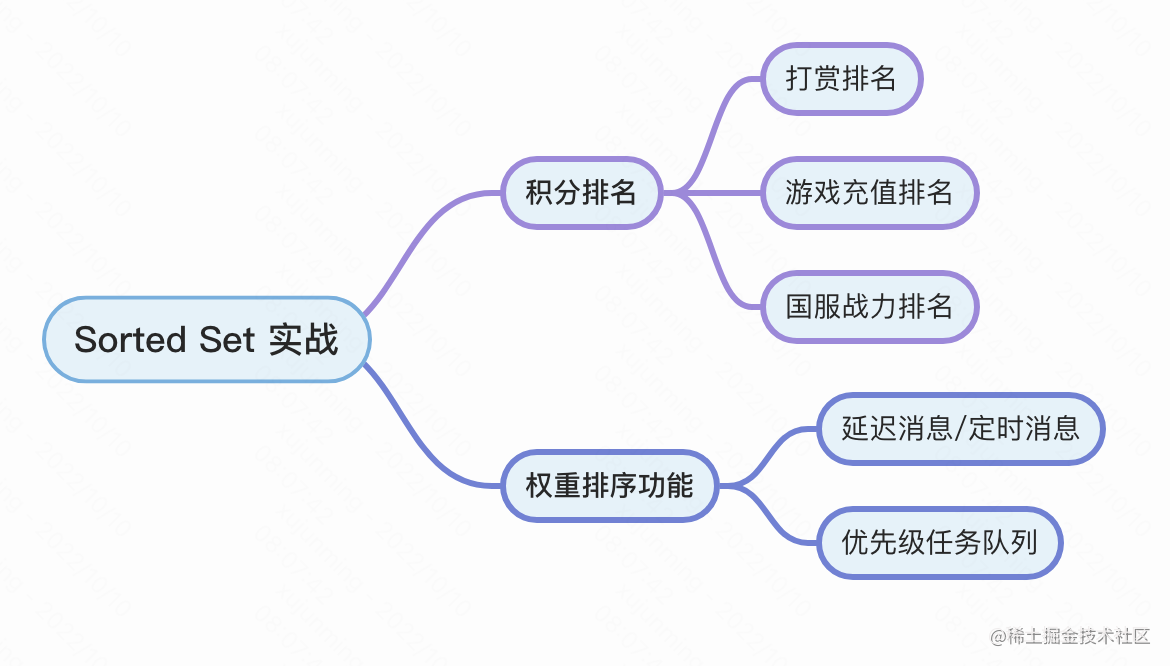 Sorted Set 实战
积分排名
打赏排名
游戏充值排名
国服战力排名
权重排序功能
延迟消息/定时消息
优先级任务队列
@稀土掘金技术社区